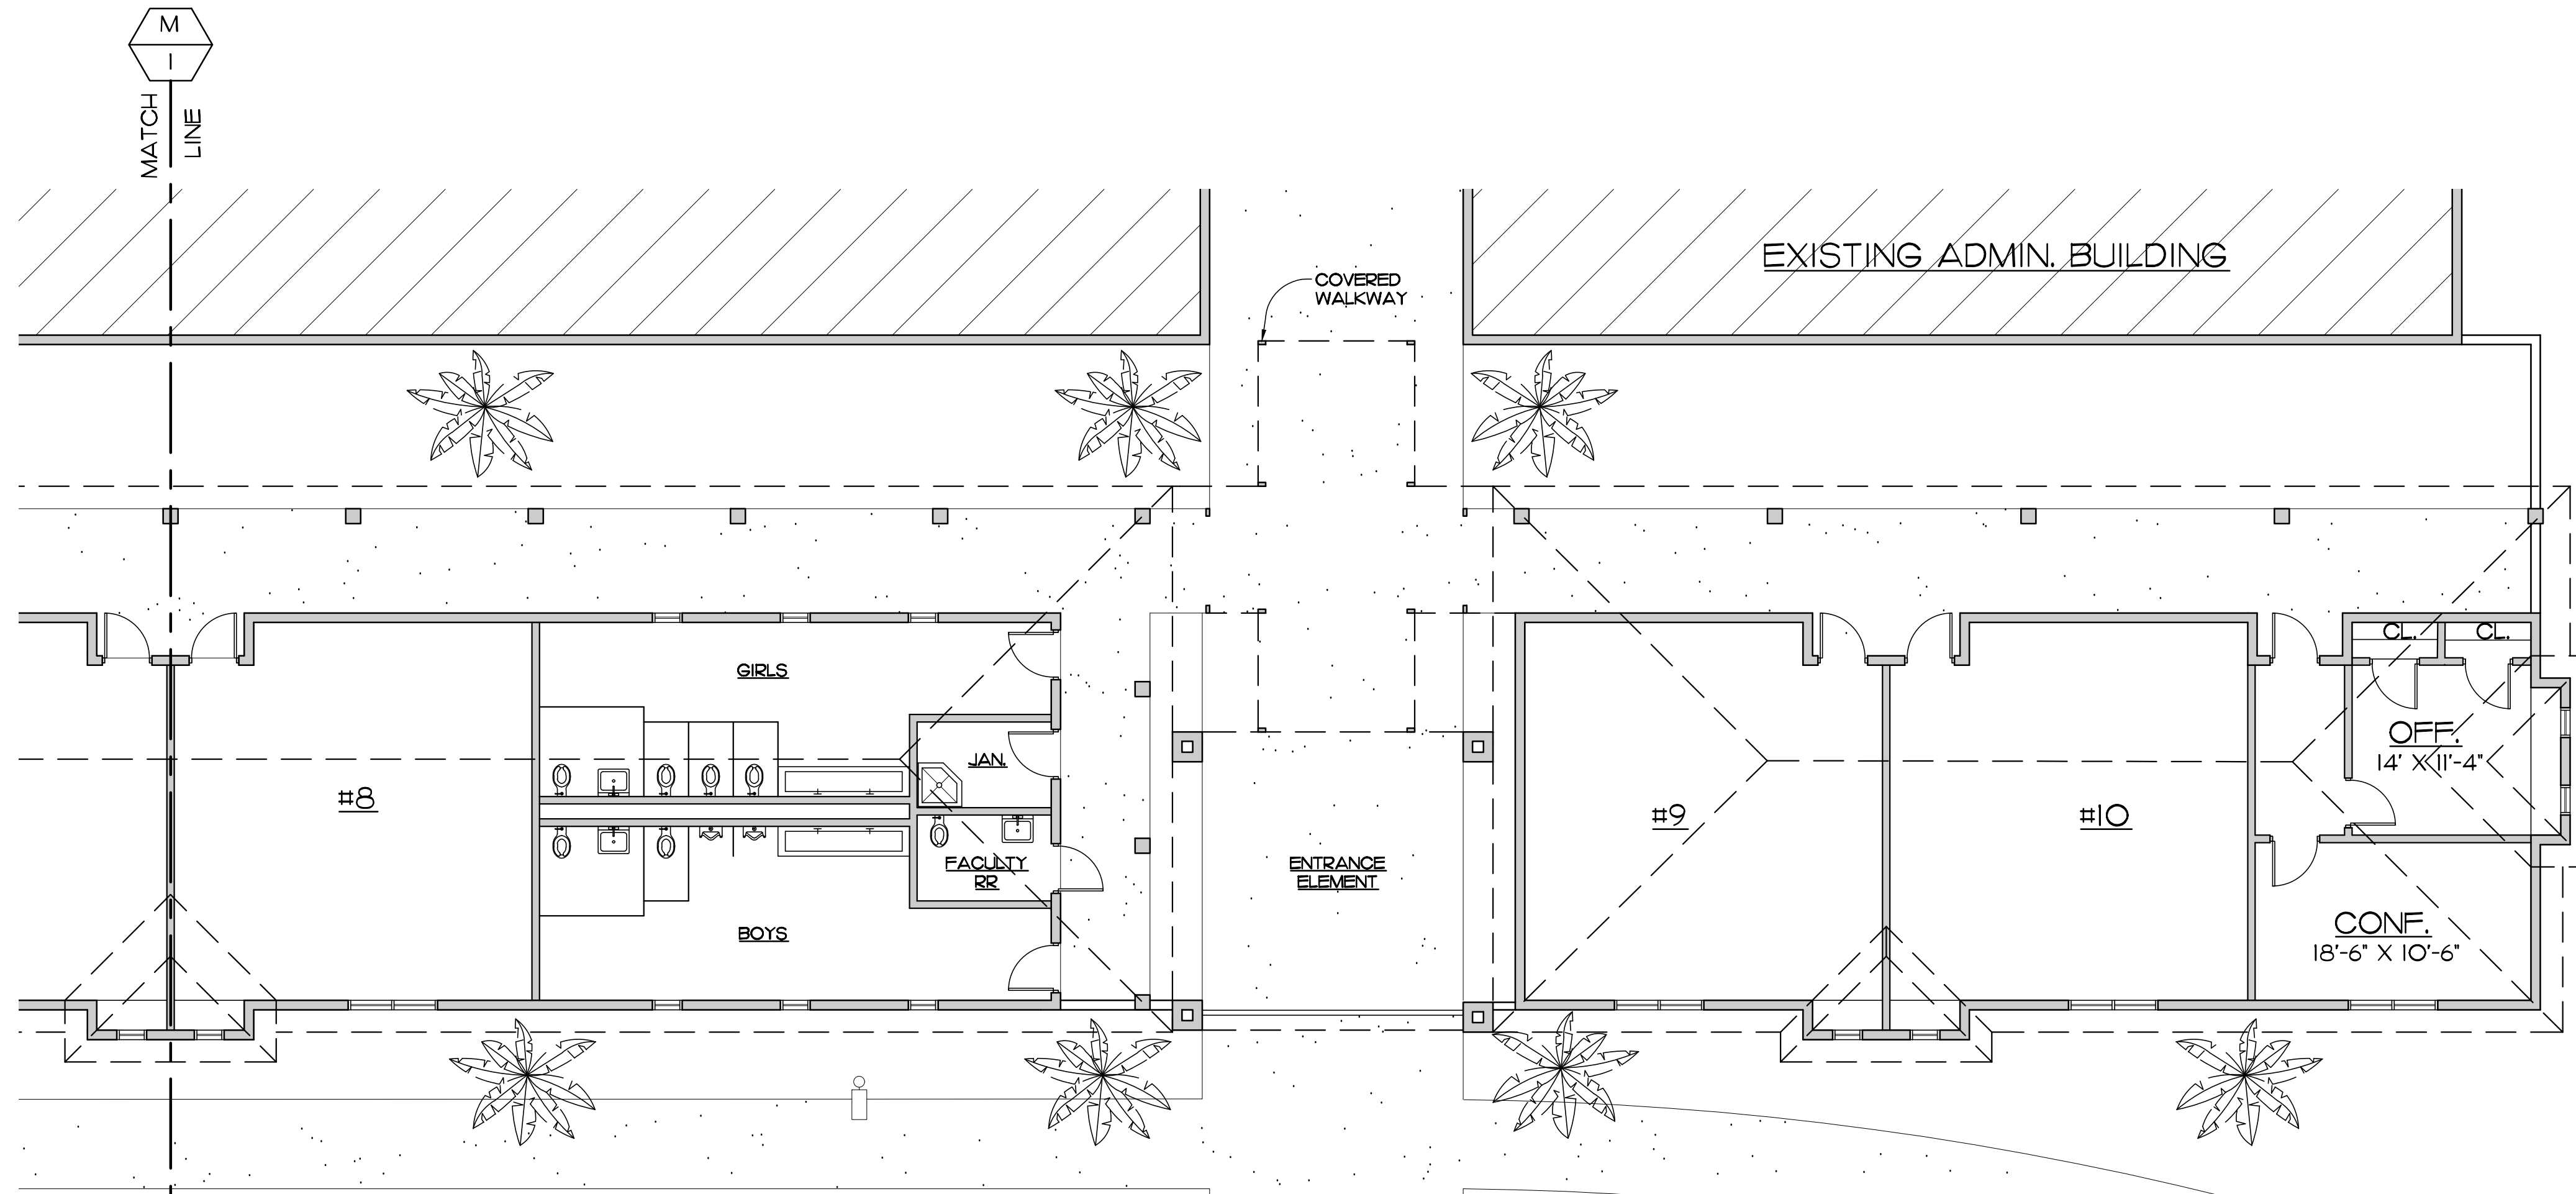 M
MATCH
LINE
EXISTING ADMIN. BUILDING
COVERED
WALKWAY
GIRLS
CL.
CL.
JAN.
OFF.
14' X 11'-4"
#8
#9
#10
FACULTY
RR
ENTRANCE
ELEMENT
BOYS
CONF.
18'-6" X 10'-6"